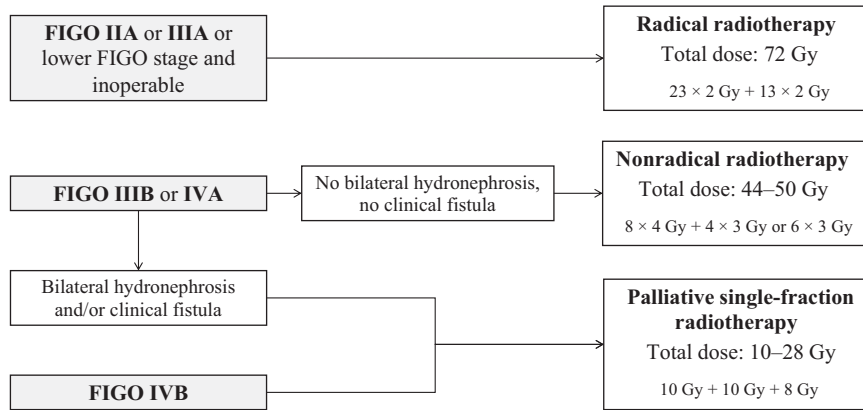 FIGO IIA or IIIA or
lower FIGO stage and
inoperable
Radical radiotherapy
Total dose: 72 Gy
23 × 2 Gy + 13 × 2 Gy
FIGO IIIB or IVA
No bilateral hydronephrosis,
no clinical fistula
Nonradical radiotherapy
Total dose: 44–50 Gy
8 × 4 Gy + 4 × 3 Gy or 6 × 3 Gy
Bilateral hydronephrosis
and/or clinical fistula
FIGO IVB
Palliative single-fraction
radiotherapy
Total dose: 10–28 Gy
10 Gy + 10 Gy + 8 Gy